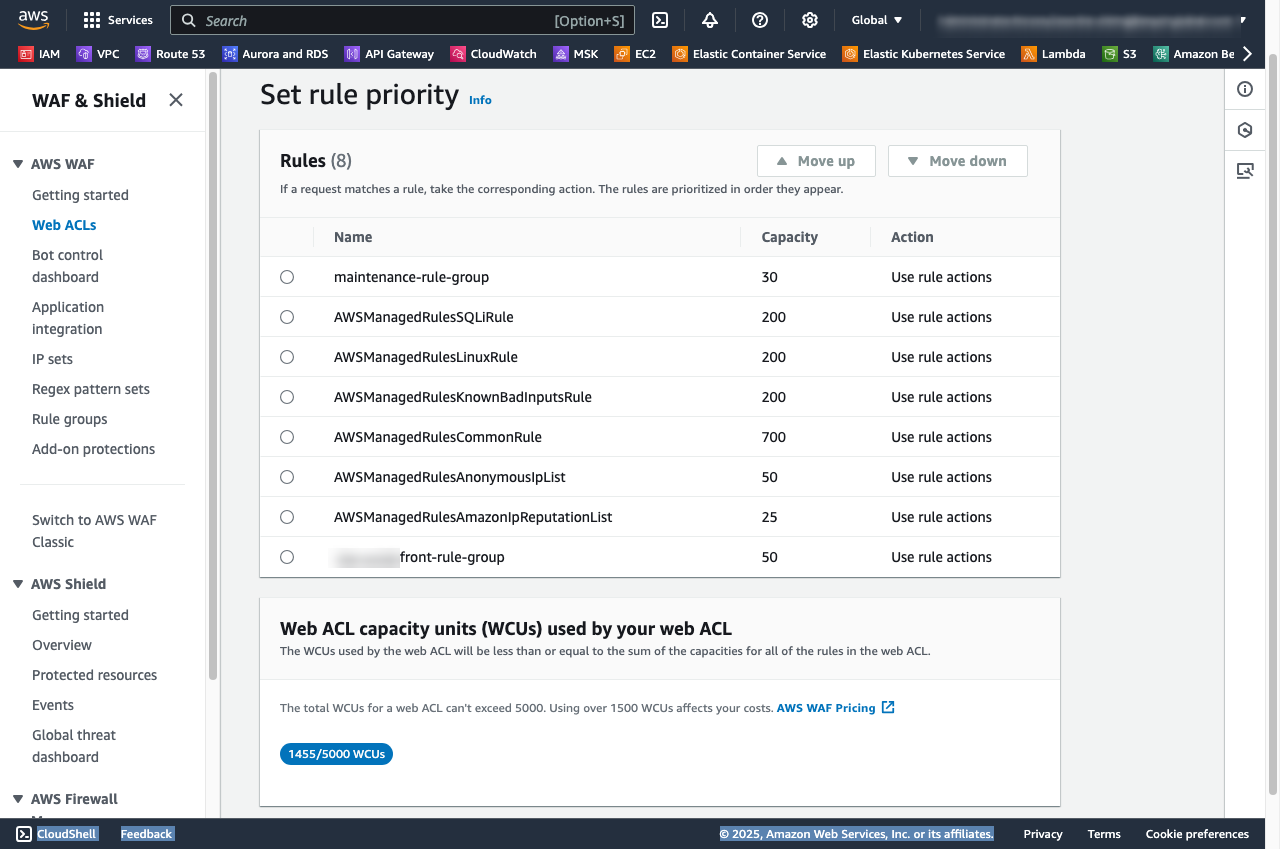 aws
Services
Search [Option+S]
Global
IAM VPC Route 53 Aurora and RDS API Gateway CloudWatch MSK EC2 Elastic Container Service Elastic Kubernetes Service Lambda S3 Amazon Be
WAF & Shield
AWS WAF
Getting started
Web ACLs
Bot control
dashboard
Application
integration
IP sets
Regex pattern sets
Rule groups
Add-on protections
Switch to AWS WAF
Classic
AWS Shield
Getting started
Overview
Protected resources
Events
Global threat
dashboard
AWS Firewall
Set rule priority Info
Rules (8)
Move up
Move down
If a request matches a rule, take the corresponding action. The rules are prioritized in order they appear.
Name Capacity Action
maintenance-rule-group 30 Use rule actions
AWSManagedRulesSQLiRule 200 Use rule actions
AWSManagedRulesLinuxRule 200 Use rule actions
AWSManagedRulesKnownBadInputsRule 200 Use rule actions
AWSManagedRulesCommonRule 700 Use rule actions
AWSManagedRulesAnonymousIpList 50 Use rule actions
AWSManagedRulesAmazonIpReputationList 25 Use rule actions
front-rule-group 50 Use rule actions
Web ACL capacity units (WCUs) used by your web ACL
The WCUs used by the web ACL will be less than or equal to the sum of the capacities for all of the rules in the web ACL.
The total WCUs for a web ACL can't exceed 5000. Using over 1500 WCUs affects your costs. AWS WAF Pricing
1455/5000 WCUs
CloudShell Feedback © 2025, Amazon Web Services, Inc. or its affiliates. Privacy Terms Cookie preferences